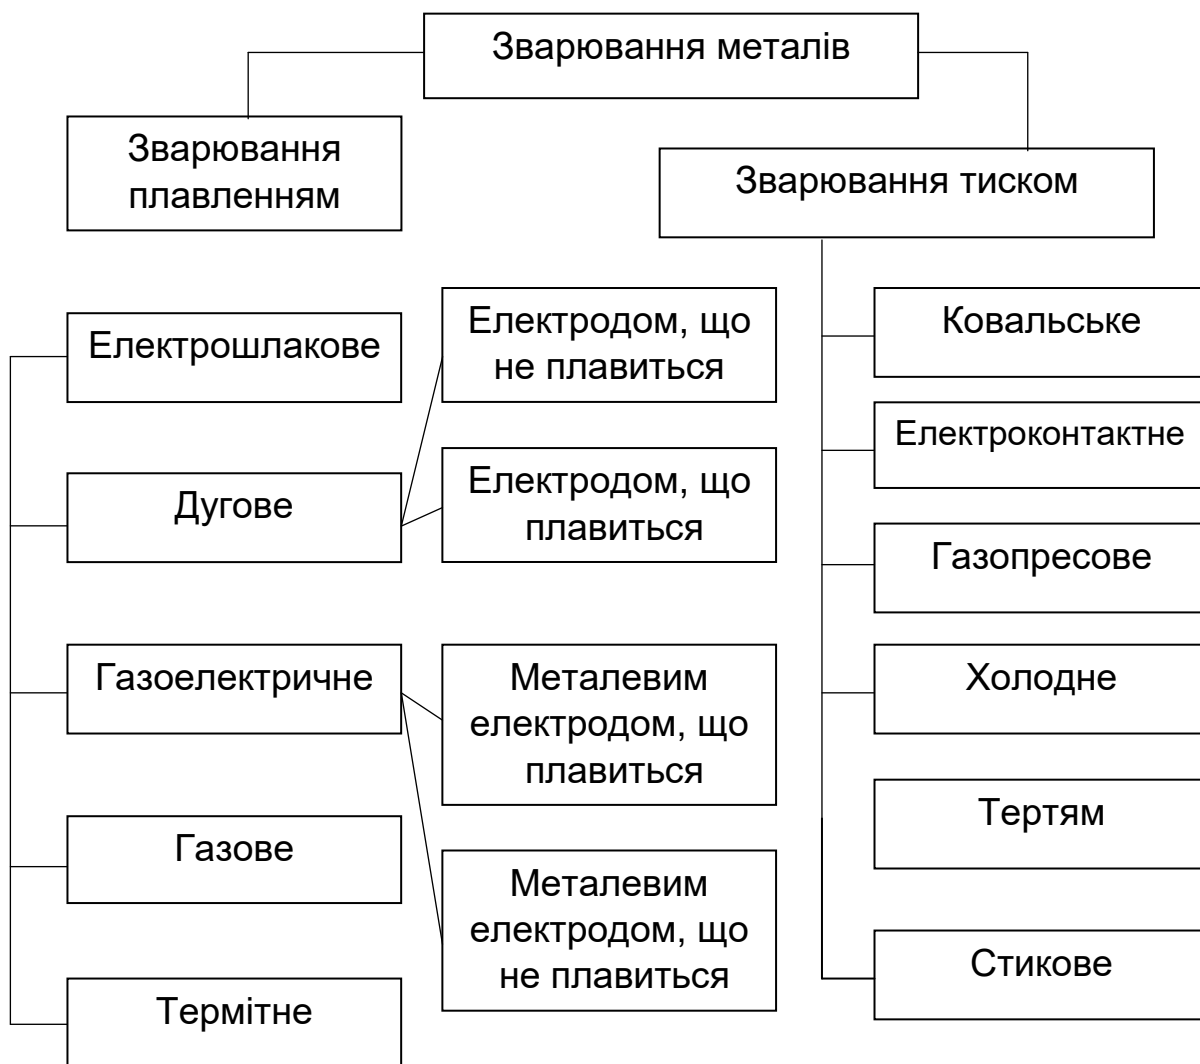 Зварювання металів
Зварювання
плавленням
Зварювання тиском
Електрошлакове
Дугове
Газоелектричне
Газове
Термітне
Електродом, що
не плавиться
Електродом, що
плавиться
Металевим
електродом, що
плавиться
Металевим
електродом, що
не плавиться
Ковальське
Електроконтактне
Газопресове
Холодне
Тертям
Стикове